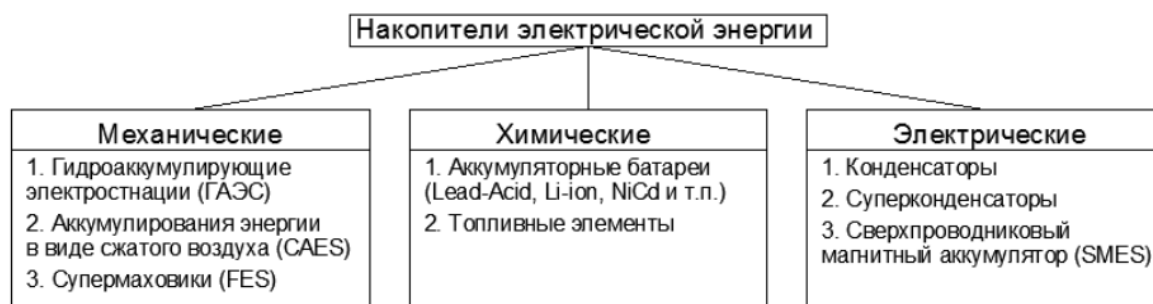 Накопители электрической энергии
Механические
1. Гидроаккумулирующие
электростнации (ГАЭС)
2. Аккумулирования энергии
в виде сжатого воздуха (CAES)
3. Супермаховики (FES)
Химические
1. Аккумуляторные батареи
(Lead-Acid, Li-ion, NiCd и т.п.)
2. Топливные элементы
Электрические
1. Конденсаторы
2. Суперконденсаторы
3. Сверхпроводниковый
магнитный аккумулятор (SMES)